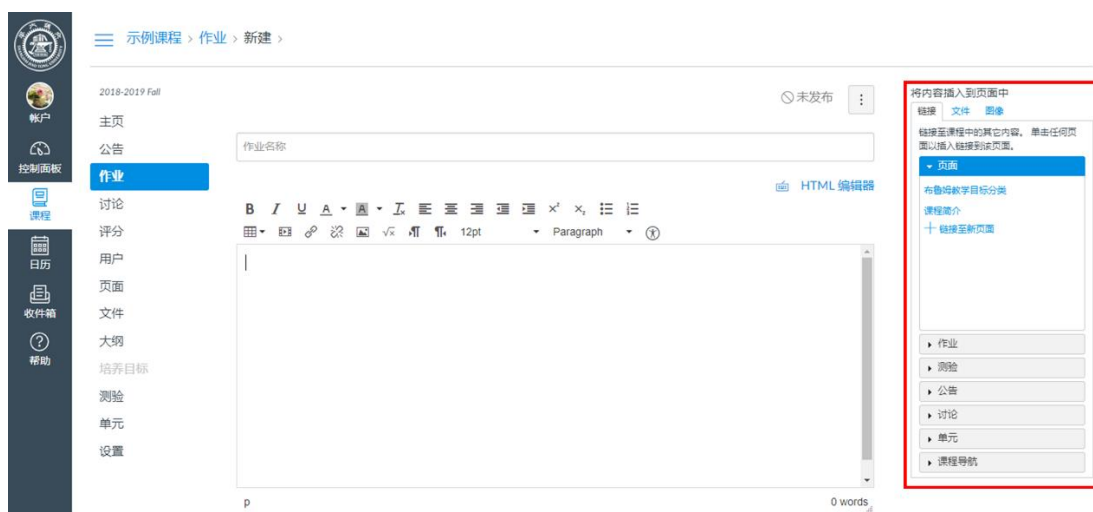 示例课程 › 作业 › 新建 ›
帐户
控制面板
课程
日历
收件箱
帮助
2018-2019 Fall
主页
公告
作业
讨论
评分
用户
页面
文件
大纲
培养目标
测验
单元
设置
未发布
作业名称
HTML 编辑器
12pt Paragraph
p
0 words
将内容插入到页面中
链接 文件 图像
链接至课程中的其它内容。 单击任何页
面以插入链接到该页面。
页面
布鲁姆教学目标分类
课程简介
链接至新页面
作业
测验
公告
讨论
单元
课程导航